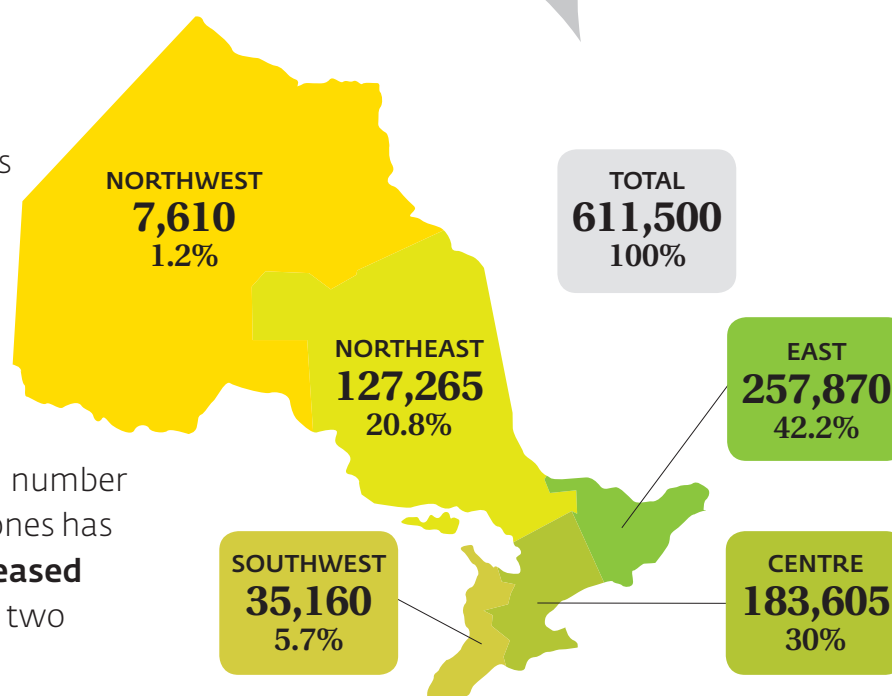 s
NORTHWEST
7,610
1.2%
TOTAL
611,500
100%
NORTHEAST
127,265
20.8%
EAST
257,870
42.2%
number
ones has
eased
two
SOUTHWEST
35,160
5.7%
CENTRE
183,605
30%